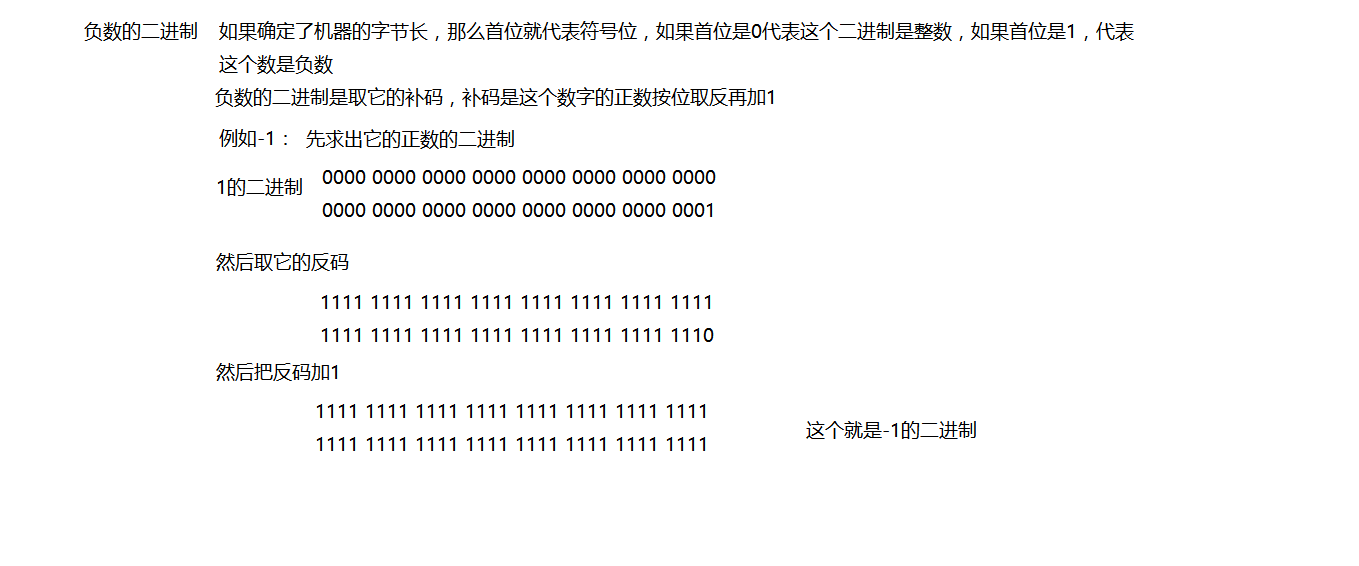 负数的二进制 如果确定了机器的字节长，那么首位就代表符号位，如果首位是0代表这个二进制是整数，如果首位是1，代表
这个数是负数
负数的二进制是取它的补码，补码是这个数字的正数按位取反再加1
例如-1： 先求出它的正数的二进制
1的二进制
0000 0000 0000 0000 0000 0000 0000 0000
0000 0000 0000 0000 0000 0000 0000 0001
然后取它的反码
1111 1111 1111 1111 1111 1111 1111 1111
1111 1111 1111 1111 1111 1111 1111 1110
然后把反码加1
1111 1111 1111 1111 1111 1111 1111 1111
1111 1111 1111 1111 1111 1111 1111 1111
这个就是-1的二进制